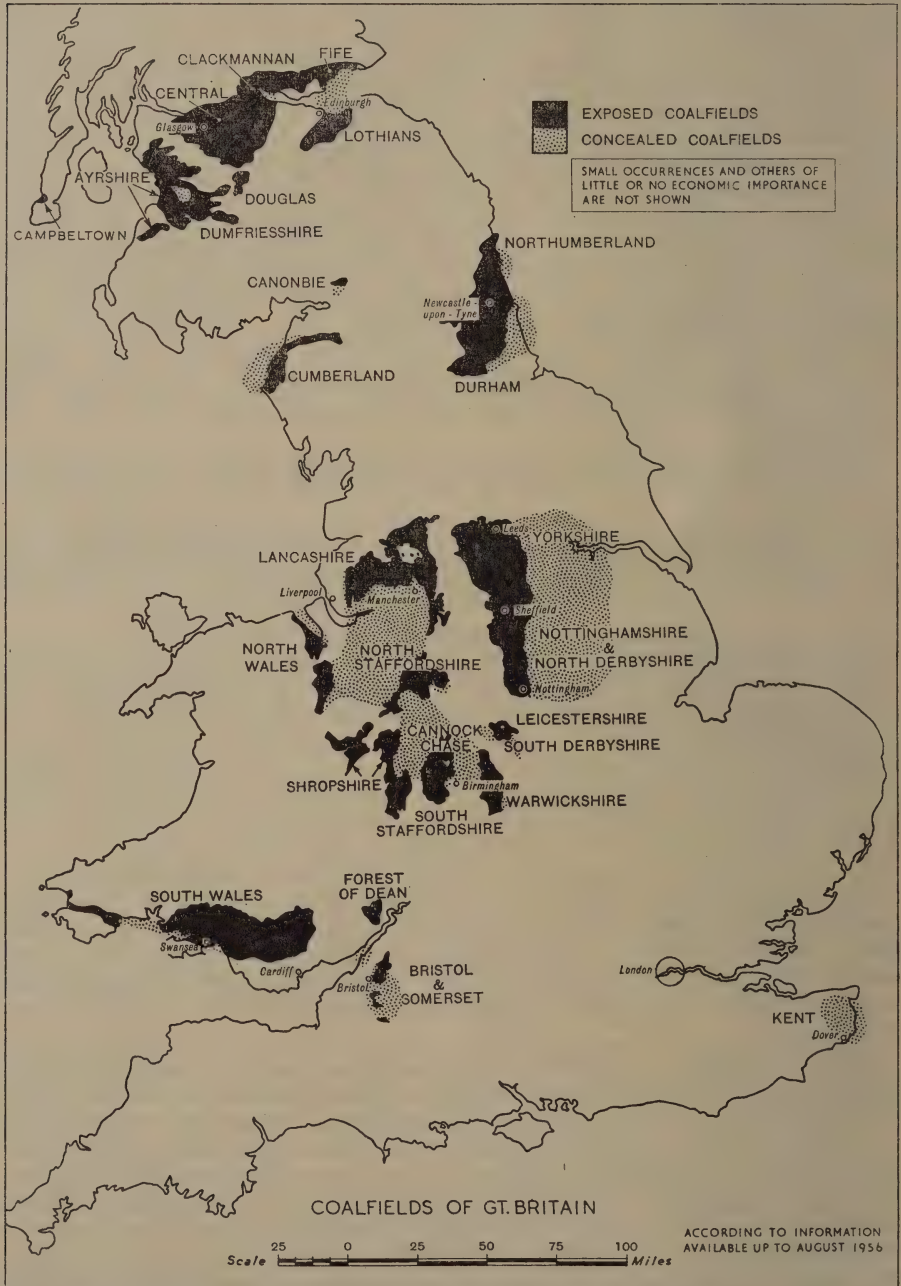 CLACKMANNAN
FIFE
CENTRAL
Edinburgh
Glasgow
LOTHIANS
EXPOSED COALFIELDS
CONCEALED COALFIELDS
SMALL OCCURRENCES AND OTHERS OF
LITTLE OR NO ECONOMIC IMPORTANCE
ARE NOT SHOWN
AYRSHIRE
DOUGLAS
CAMPBELTOWN
DUMFRIESSHIRE
NORTHUMBERLAND
CANONBIE
Newcastle -
upon - Tyne
CUMBERLAND
DURHAM
Leeds
YORKSHIRE
LANCASHIRE
Liverpool
Manchester
Sheffield
NORTH
WALES
NORTH
STAFFORDSHIRE
NOTTINGHAMSHIRE
&
NORTH DERBYSHIRE
Nottingham
LEICESTERSHIRE
CANNOCK
CHASE
SOUTH DERBYSHIRE
SHROPSHIRE
Birmingham
WARWICKSHIRE
SOUTH
STAFFORDSHIRE
SOUTH WALES
FOREST
OF DEAN
Swansea
Cardiff
Bristol
BRISTOL
&
SOMERSET
London
KENT
Dover
COALFIELDS OF GT. BRITAIN
ACCORDING TO INFORMATION
AVAILABLE UP TO AUGUST 1956
Scale 25 0 25 50 75 100 Miles